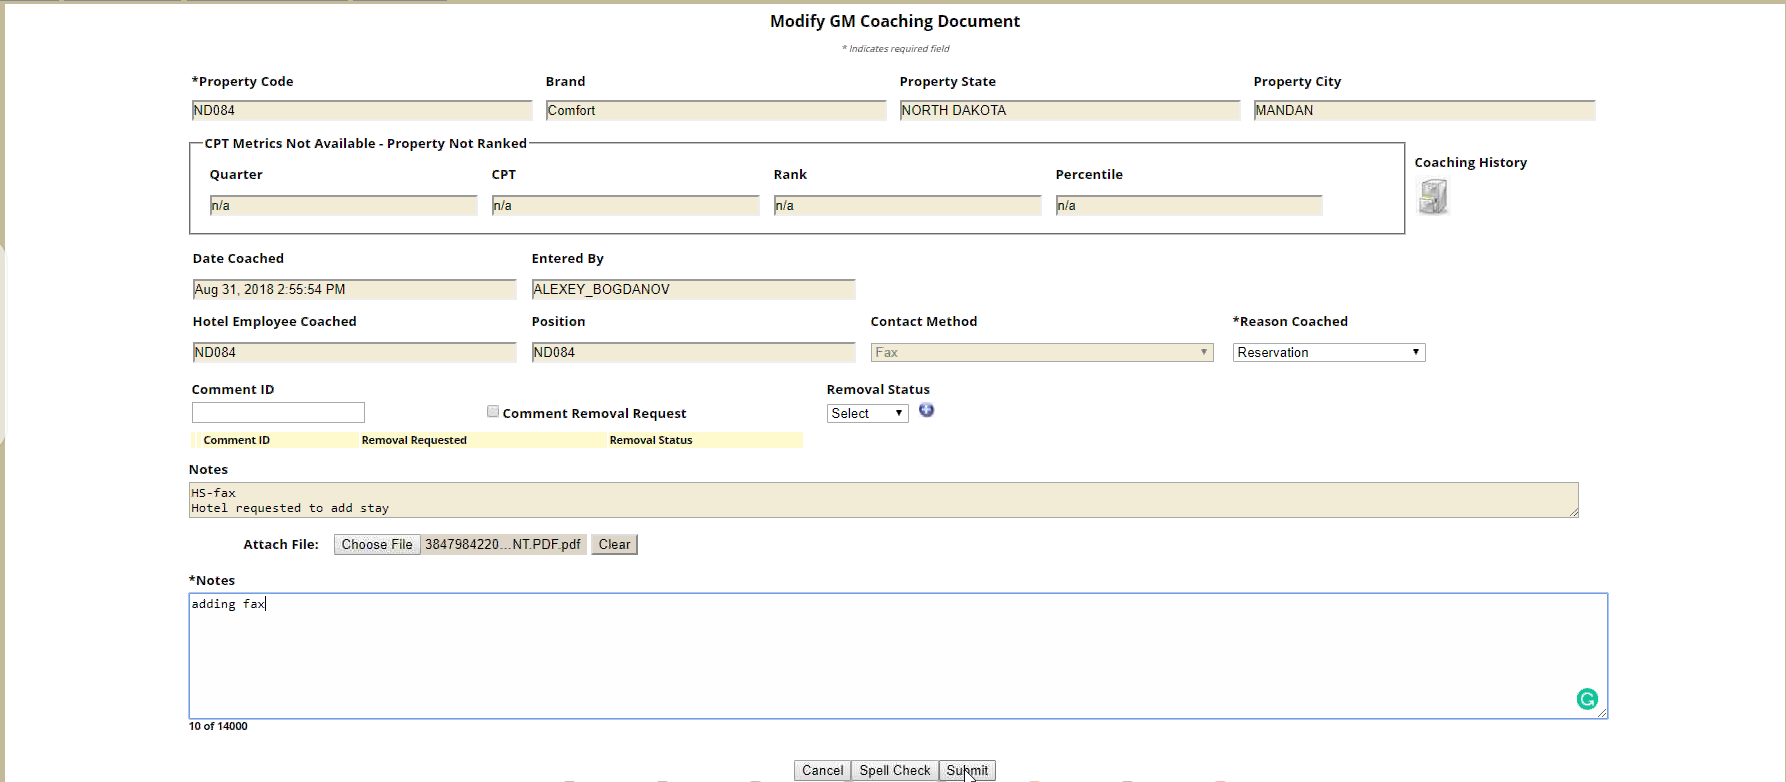 Modify GM Coaching Document
* Indicates required field
*Property Code Brand Property State Property City
ND084 Comfort NORTH DAKOTA MANDAN
CPT Metrics Not Available - Property Not Ranked
Coaching History
Quarter CPT Rank Percentile
n/a n/a n/a n/a
Date Coached Entered By
Aug 31, 2018 2:55:54 PM ALEXEY_BOGDANOV
Hotel Employee Coached Position Contact Method *Reason Coached
ND084 ND084 Fax Reservation
Comment ID Removal Status
Comment Removal Request Select
Comment ID Removal Requested Removal Status
Notes
HS-fax
Hotel requested to add stay
Attach File: Choose File 3847984220...NT.PDF.pdf Clear
*Notes
adding fax
10 of 14000
Cancel Spell Check Submit